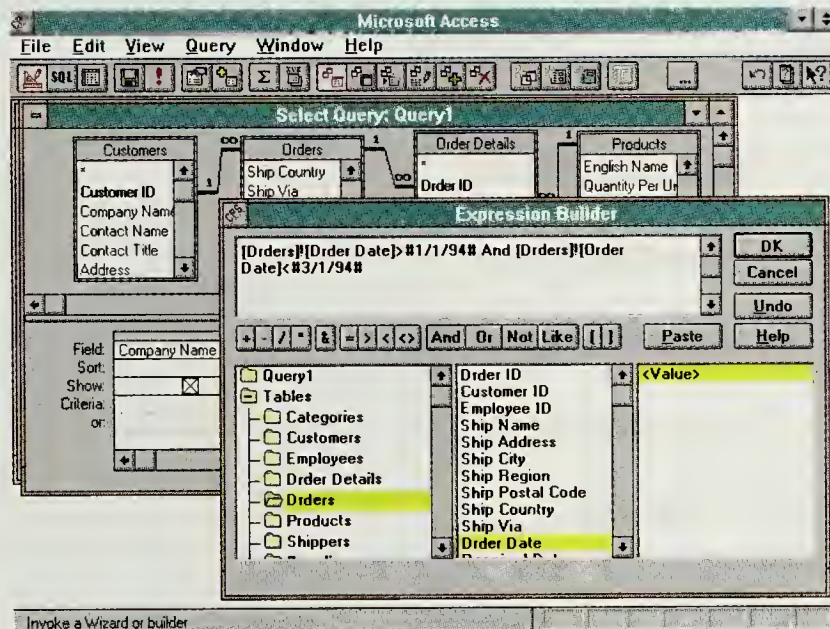 Microsoft Access
File Edit View Query Window Help
SQL
Select Query: Query1
Customers
*
Customer ID
Company Name
Contact Name
Contact Title
Address
Orders
Ship Country
Ship Via
Order Details
*
Order ID
Products
English Name
Quantity Per Un
1 ∞ 1 ∞ 1 ∞
Field: Company Name
Sort:
Show:
Criteria:
or:
Expression Builder
[Orders]![Order Date]>#1/1/94# And [Orders]![Order
Date]<#3/1/94#
OK
Cancel
Undo
Help
+ - / * & = > < <> And Or Not Like ( )
Paste
Query1
Tables
Categories
Customers
Employees
Order Details
Orders
Products
Shippers
Order ID
Customer ID
Employee ID
Ship Name
Ship Address
Ship City
Ship Region
Ship Postal Code
Ship Country
Ship Via
Order Date
<Value>
Invoke a Wizard or builder